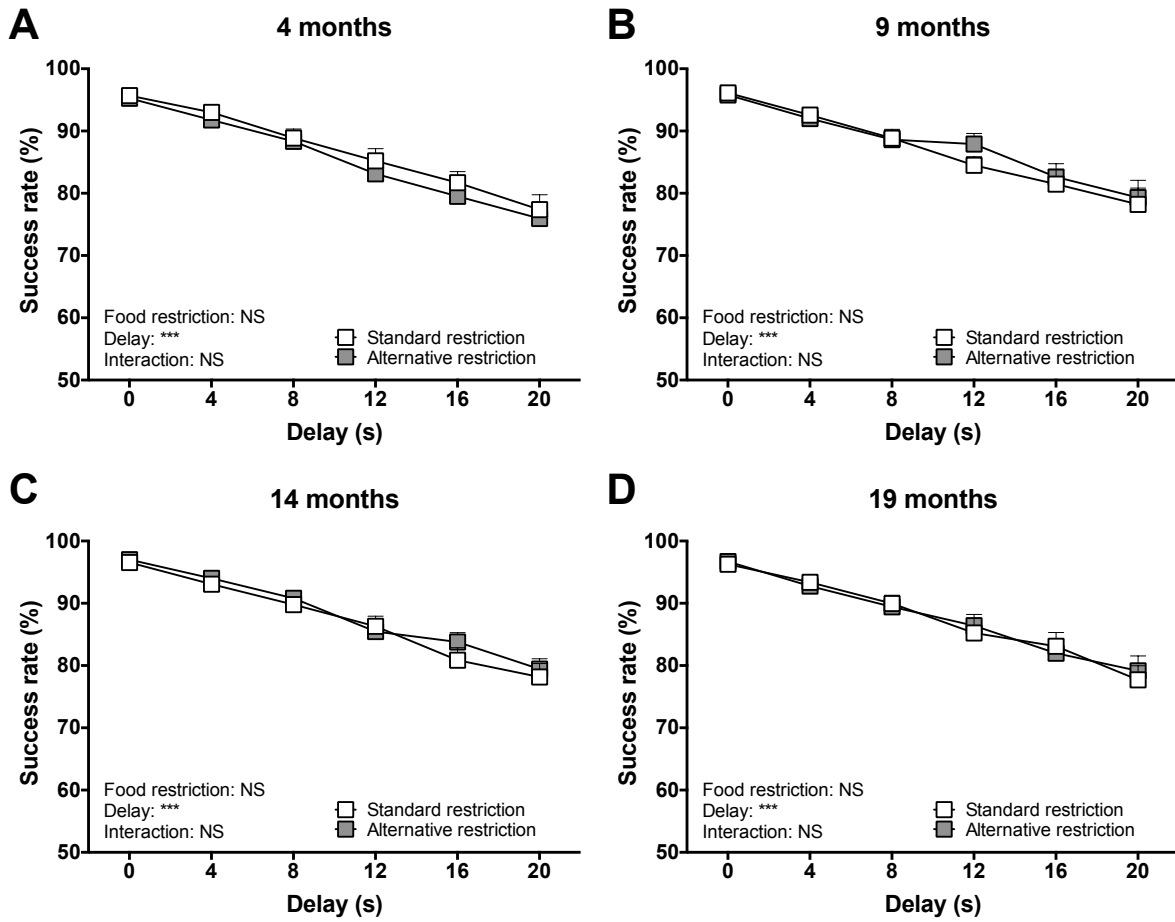 A
4 months
Success rate (%)
100
90
80
70
60
50
Food restriction: NS
Delay: ***
Interaction: NS
Standard restriction
Alternative restriction
0 4 8 12 16 20
Delay (s)
B
9 months
Success rate (%)
100
90
80
70
60
50
Food restriction: NS
Delay: ***
Interaction: NS
Standard restriction
Alternative restriction
0 4 8 12 16 20
Delay (s)
C
14 months
Success rate (%)
100
90
80
70
60
50
Food restriction: NS
Delay: ***
Interaction: NS
Standard restriction
Alternative restriction
0 4 8 12 16 20
Delay (s)
D
19 months
Success rate (%)
100
90
80
70
60
50
Food restriction: NS
Delay: ***
Interaction: NS
Standard restriction
Alternative restriction
0 4 8 12 16 20
Delay (s)